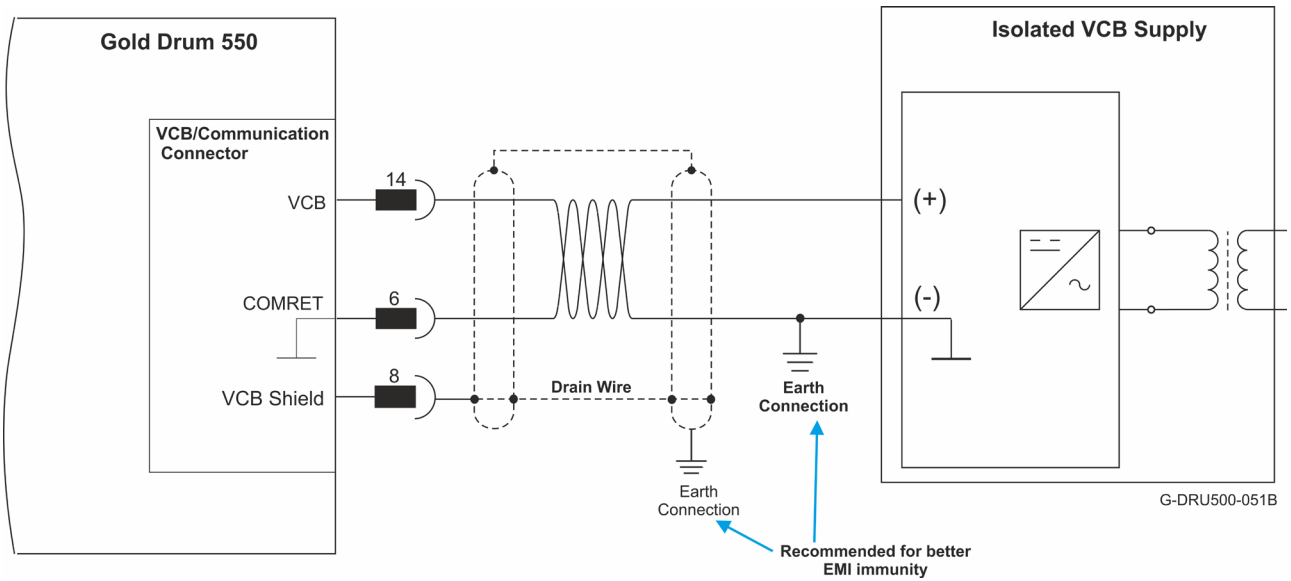 Gold Drum 550
Isolated VCB Supply
VCB/Communication
Connector
14
VCB
(+)
COMRET
6
(-)
8
VCB Shield
Drain Wire
Earth
Connection
Earth
Connection
G-DRU500-051B
Recommended for better
EMI immunity